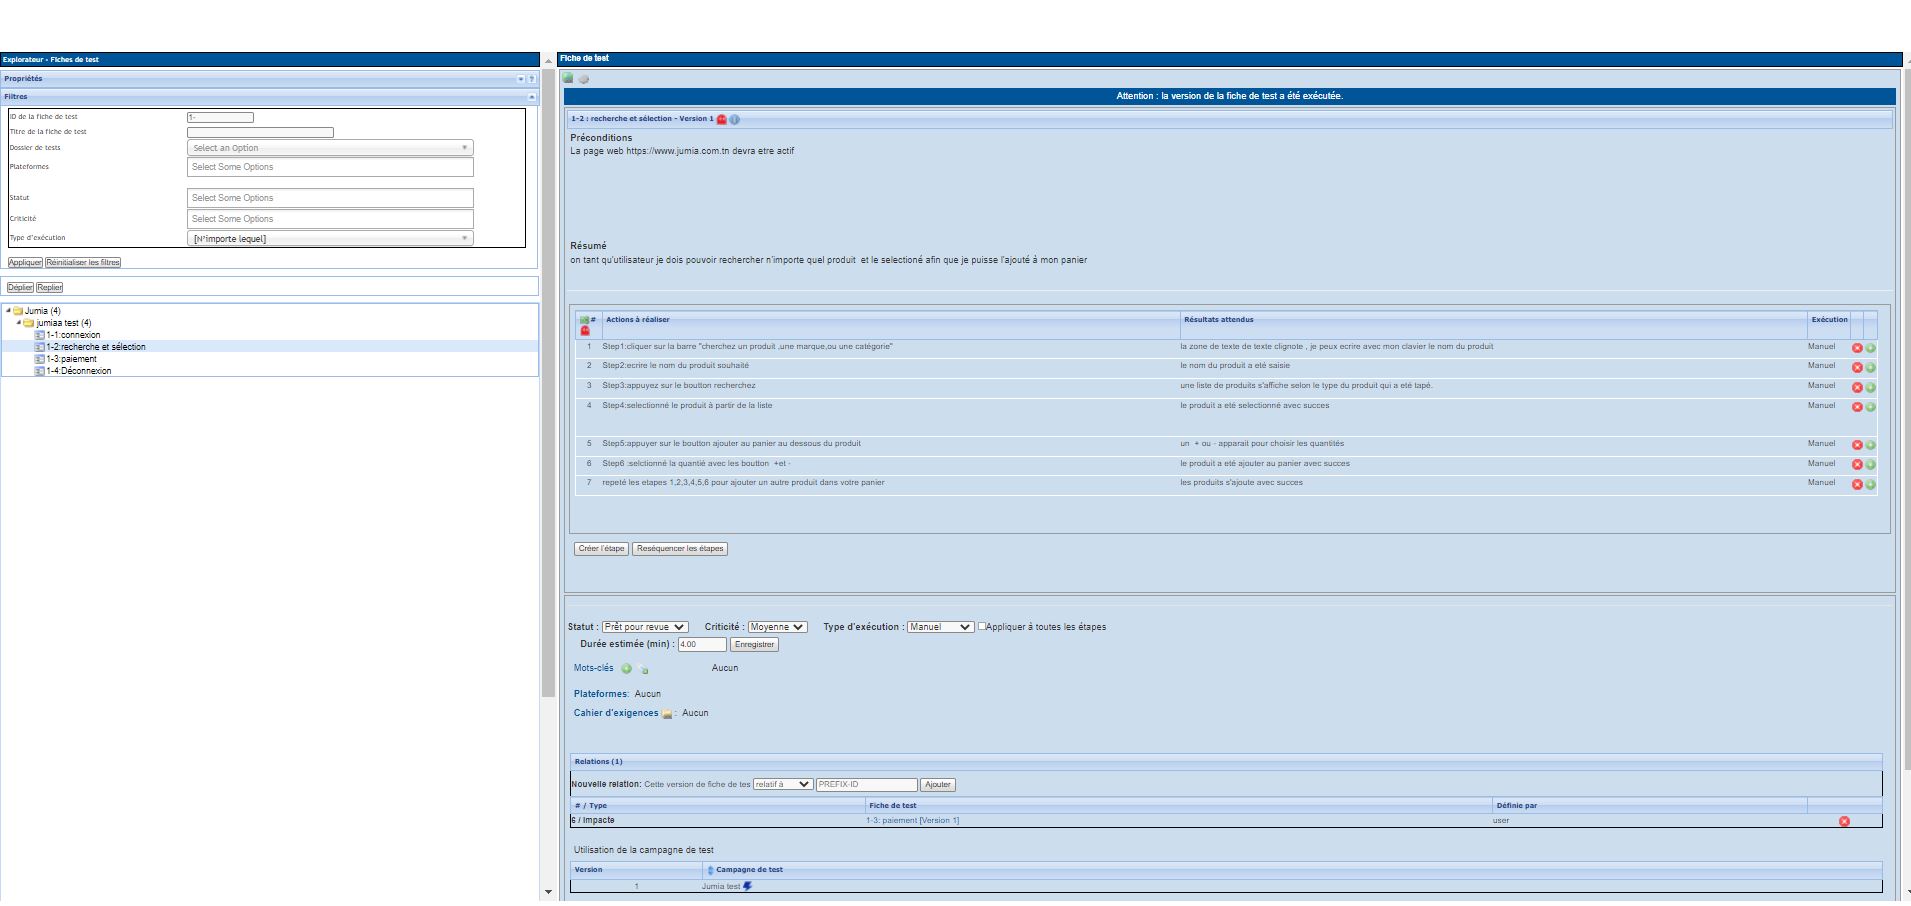 Explorateur - Fiches de test
Propriétés
Filtres
ID de la fiche de test 1-
Titre de la fiche de test
Dossier de tests Select an Option
Plateformes Select Some Options
Statut Select Some Options
Criticité Select Some Options
Type d'exécution [N'importe lequel]
Appliquer Réinitialiser les filtres
Déplier Replier
Jumia (4)
jumiaa test (4)
1-1:connexion
1-2:recherche et sélection
1-3:paiement
1-4:Déconnexion
Fiche de test
Attention : la version de la fiche de test a été exécutée.
1-2 : recherche et sélection - Version 1
Préconditions
La page web https://www.jumia.com.tn devra etre actif
Résumé
on tant qu'utilisateur je dois pouvoir rechercher n'importe quel produit et le selectioné afin que je puisse l'ajouté à mon panier
# Actions à réaliser Résultats attendus Exécution
1 Step1:cliquer sur la barre "cherchez un produit ,une marque,ou une catégorie" la zone de texte de texte clignote , je peux ecrire avec mon clavier le nom du produit Manuel
2 Step2:ecrire le nom du produit souhaité le nom du produit a eté saisie Manuel
3 Step3:appuyez sur le boutton recherchez une liste de produits s'affiche selon le type du produit qui a eté tapé. Manuel
4 Step4:selectionné le produit à partir de la liste le produit a eté selectionné avec succes Manuel
5 Step5:appuyer sur le boutton ajouter au panier au dessous du produit un + ou - apparait pour choisir les quantités Manuel
6 Step6 :selctionné la quantié avec les boutton +et - le produit a eté ajouter au panier avec succes Manuel
7 repeté les etapes 1,2,3,4,5,6 pour ajouter un autre produit dans votre panier les produits s'ajoute avec succes Manuel
Créer l'étape Reséquencer les étapes
Statut : Prêt pour revue Criticité : Moyenne Type d'exécution : Manuel Appliquer à toutes les étapes
Durée estimée (min) : 4.00 Enregistrer
Mots-clés Aucun
Plateformes: Aucun
Cahier d'exigences : Aucun
Relations (1)
Nouvelle relation: Cette version de fiche de tes relatif à PREFIX-ID Ajouter
# / Type Fiche de test Définie par
6 / Impacte 1-3: paiement [Version 1] user
Utilisation de la campagne de test
Version Campagne de test
1 Jumia test